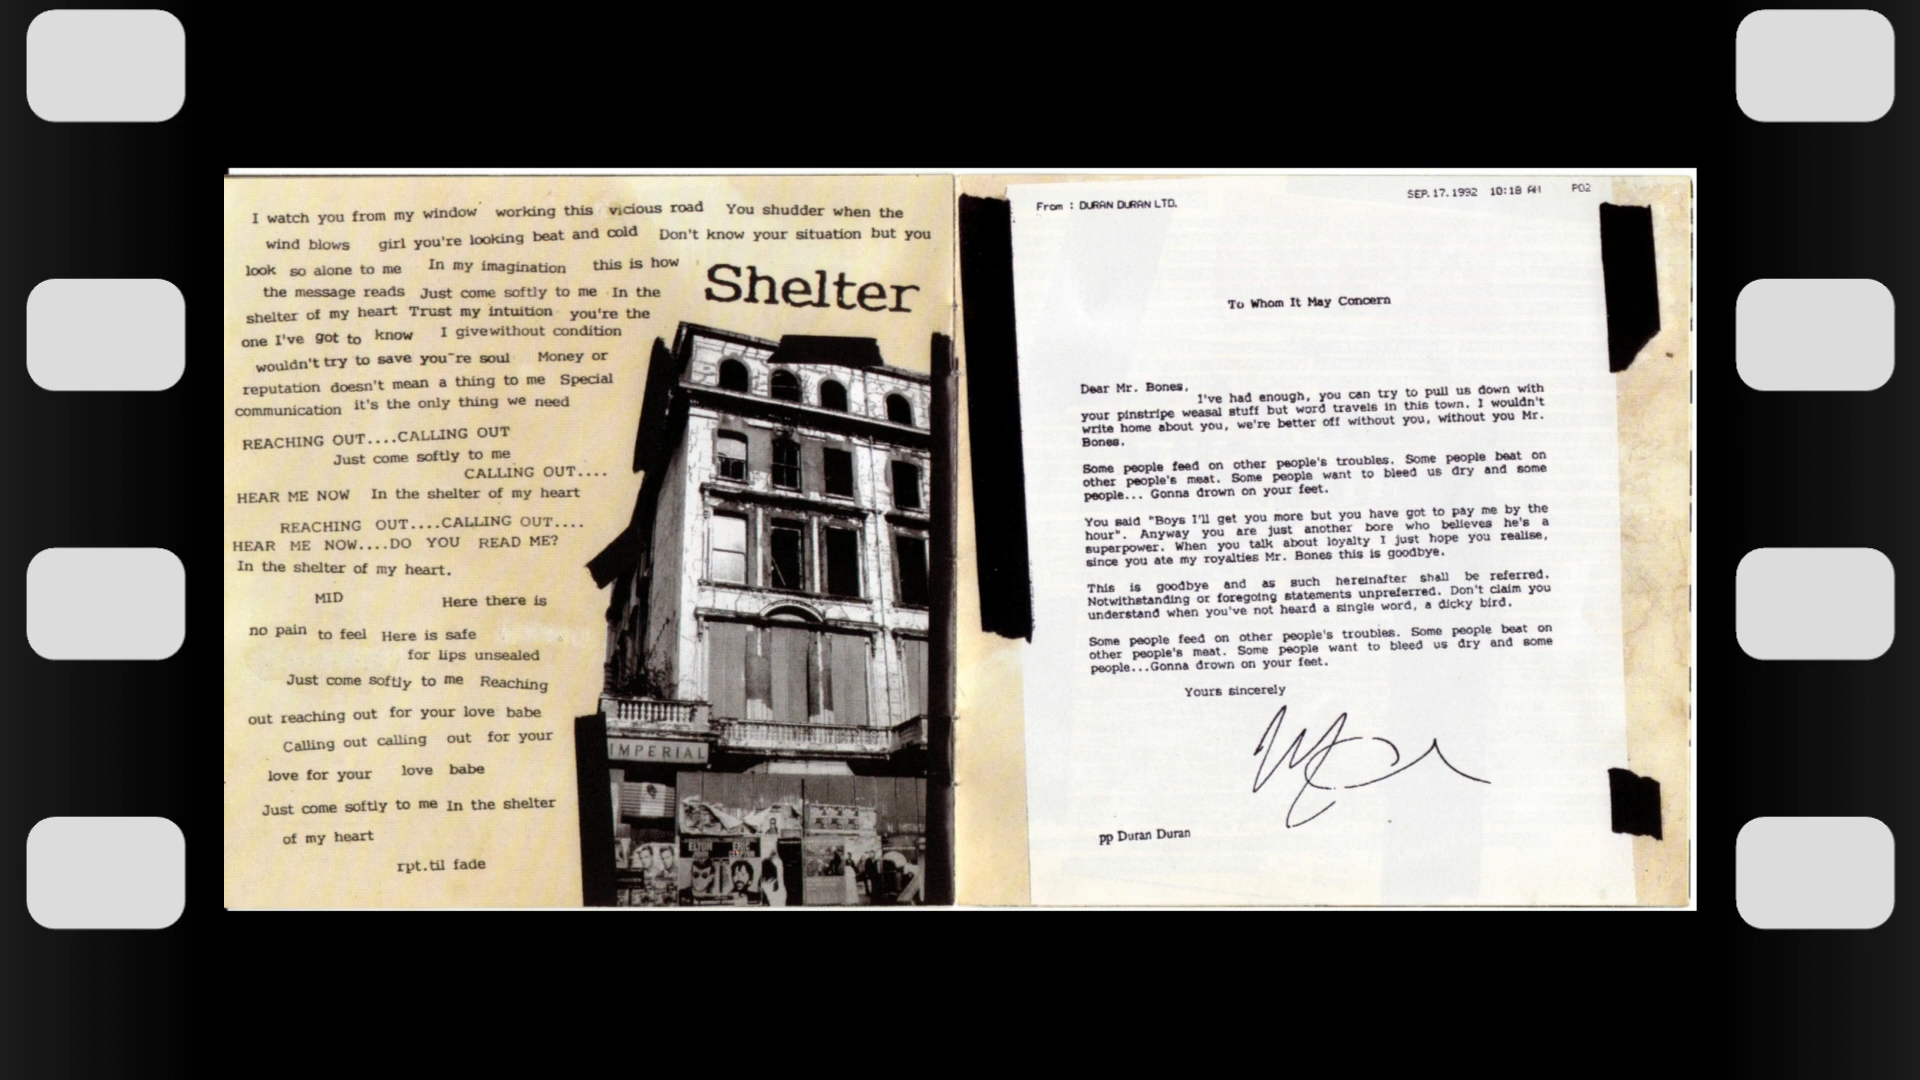 I watch you from my window working this vicious road You shudder when the
wind blows girl you're looking beat and cold Don't know your situation but you
look so alone to me In my imagination this is how
the message reads Just come softly to me In the
shelter of my heart Trust my intuition you're the
one I've got to know I givewithout condition
wouldn't try to save you~re soul Money or
reputation doesn't mean a thing to me Special
communication it's the only thing we need
REACHING OUT....CALLING OUT
Just come softly to me
CALLING OUT....
HEAR ME NOW In the shelter of my heart
REACHING OUT....CALLING OUT....
HEAR ME NOW....DO YOU READ ME?
In the shelter of my heart.
MID Here there is
no pain to feel Here is safe
for lips unsealed
Just come softly to me Reaching
out reaching out for your love babe
Calling out calling out for your
love for your love babe
Just come softly to me In the shelter
of my heart
rpt.til fade
Shelter
IMPERIAL
ELTON
ERIC
CLAPTON
From : DURAN DURAN LTD.
SEP.17.1992 10:18 AM P02
To Whom It May Concern
Dear Mr. Bones,
I've had enough, you can try to pull us down with
your pinstripe weasal stuff but word travels in this town. I wouldn't
write home about you, we're better off without you, without you Mr.
Bones.
Some people feed on other people's troubles. Some people beat on
other people's meat. Some people want to bleed us dry and some
people... Gonna drown on your feet.
You said "Boys I'll get you more but you have got to pay me by the
hour". Anyway you are just another bore who believes he's a
superpower. When you talk about loyalty I just hope you realise,
since you ate my royalties Mr. Bones this is goodbye.
This is goodbye and as such hereinafter shall be referred.
Notwithstanding or foregoing statements unpreferred. Don't claim you
understand when you've not heard a single word, a dicky bird.
Some people feed on other people's troubles. Some people beat on
other people's meat. Some people want to bleed us dry and some
people...Gonna drown on your feet.
Yours sincerely
pp Duran Duran